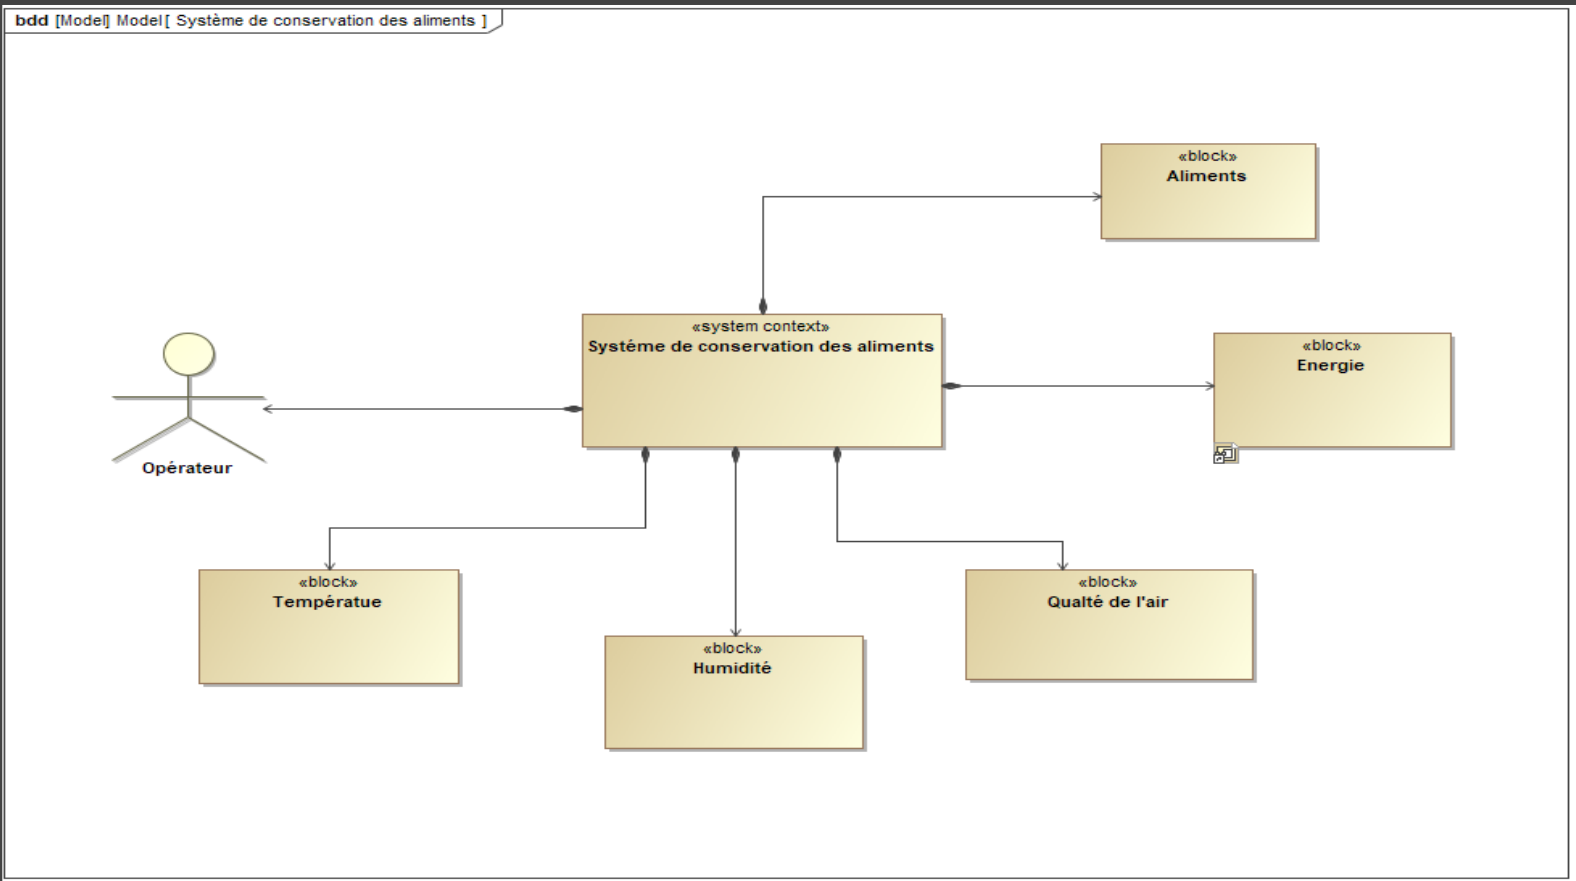 bdd [Model] Model[ Système de conservation des aliments ]
«block»
Aliments
«system context»
Systéme de conservation des aliments
«block»
Energie
Opérateur
«block»
Températue
«block»
Humidité
«block»
Qualté de l'air